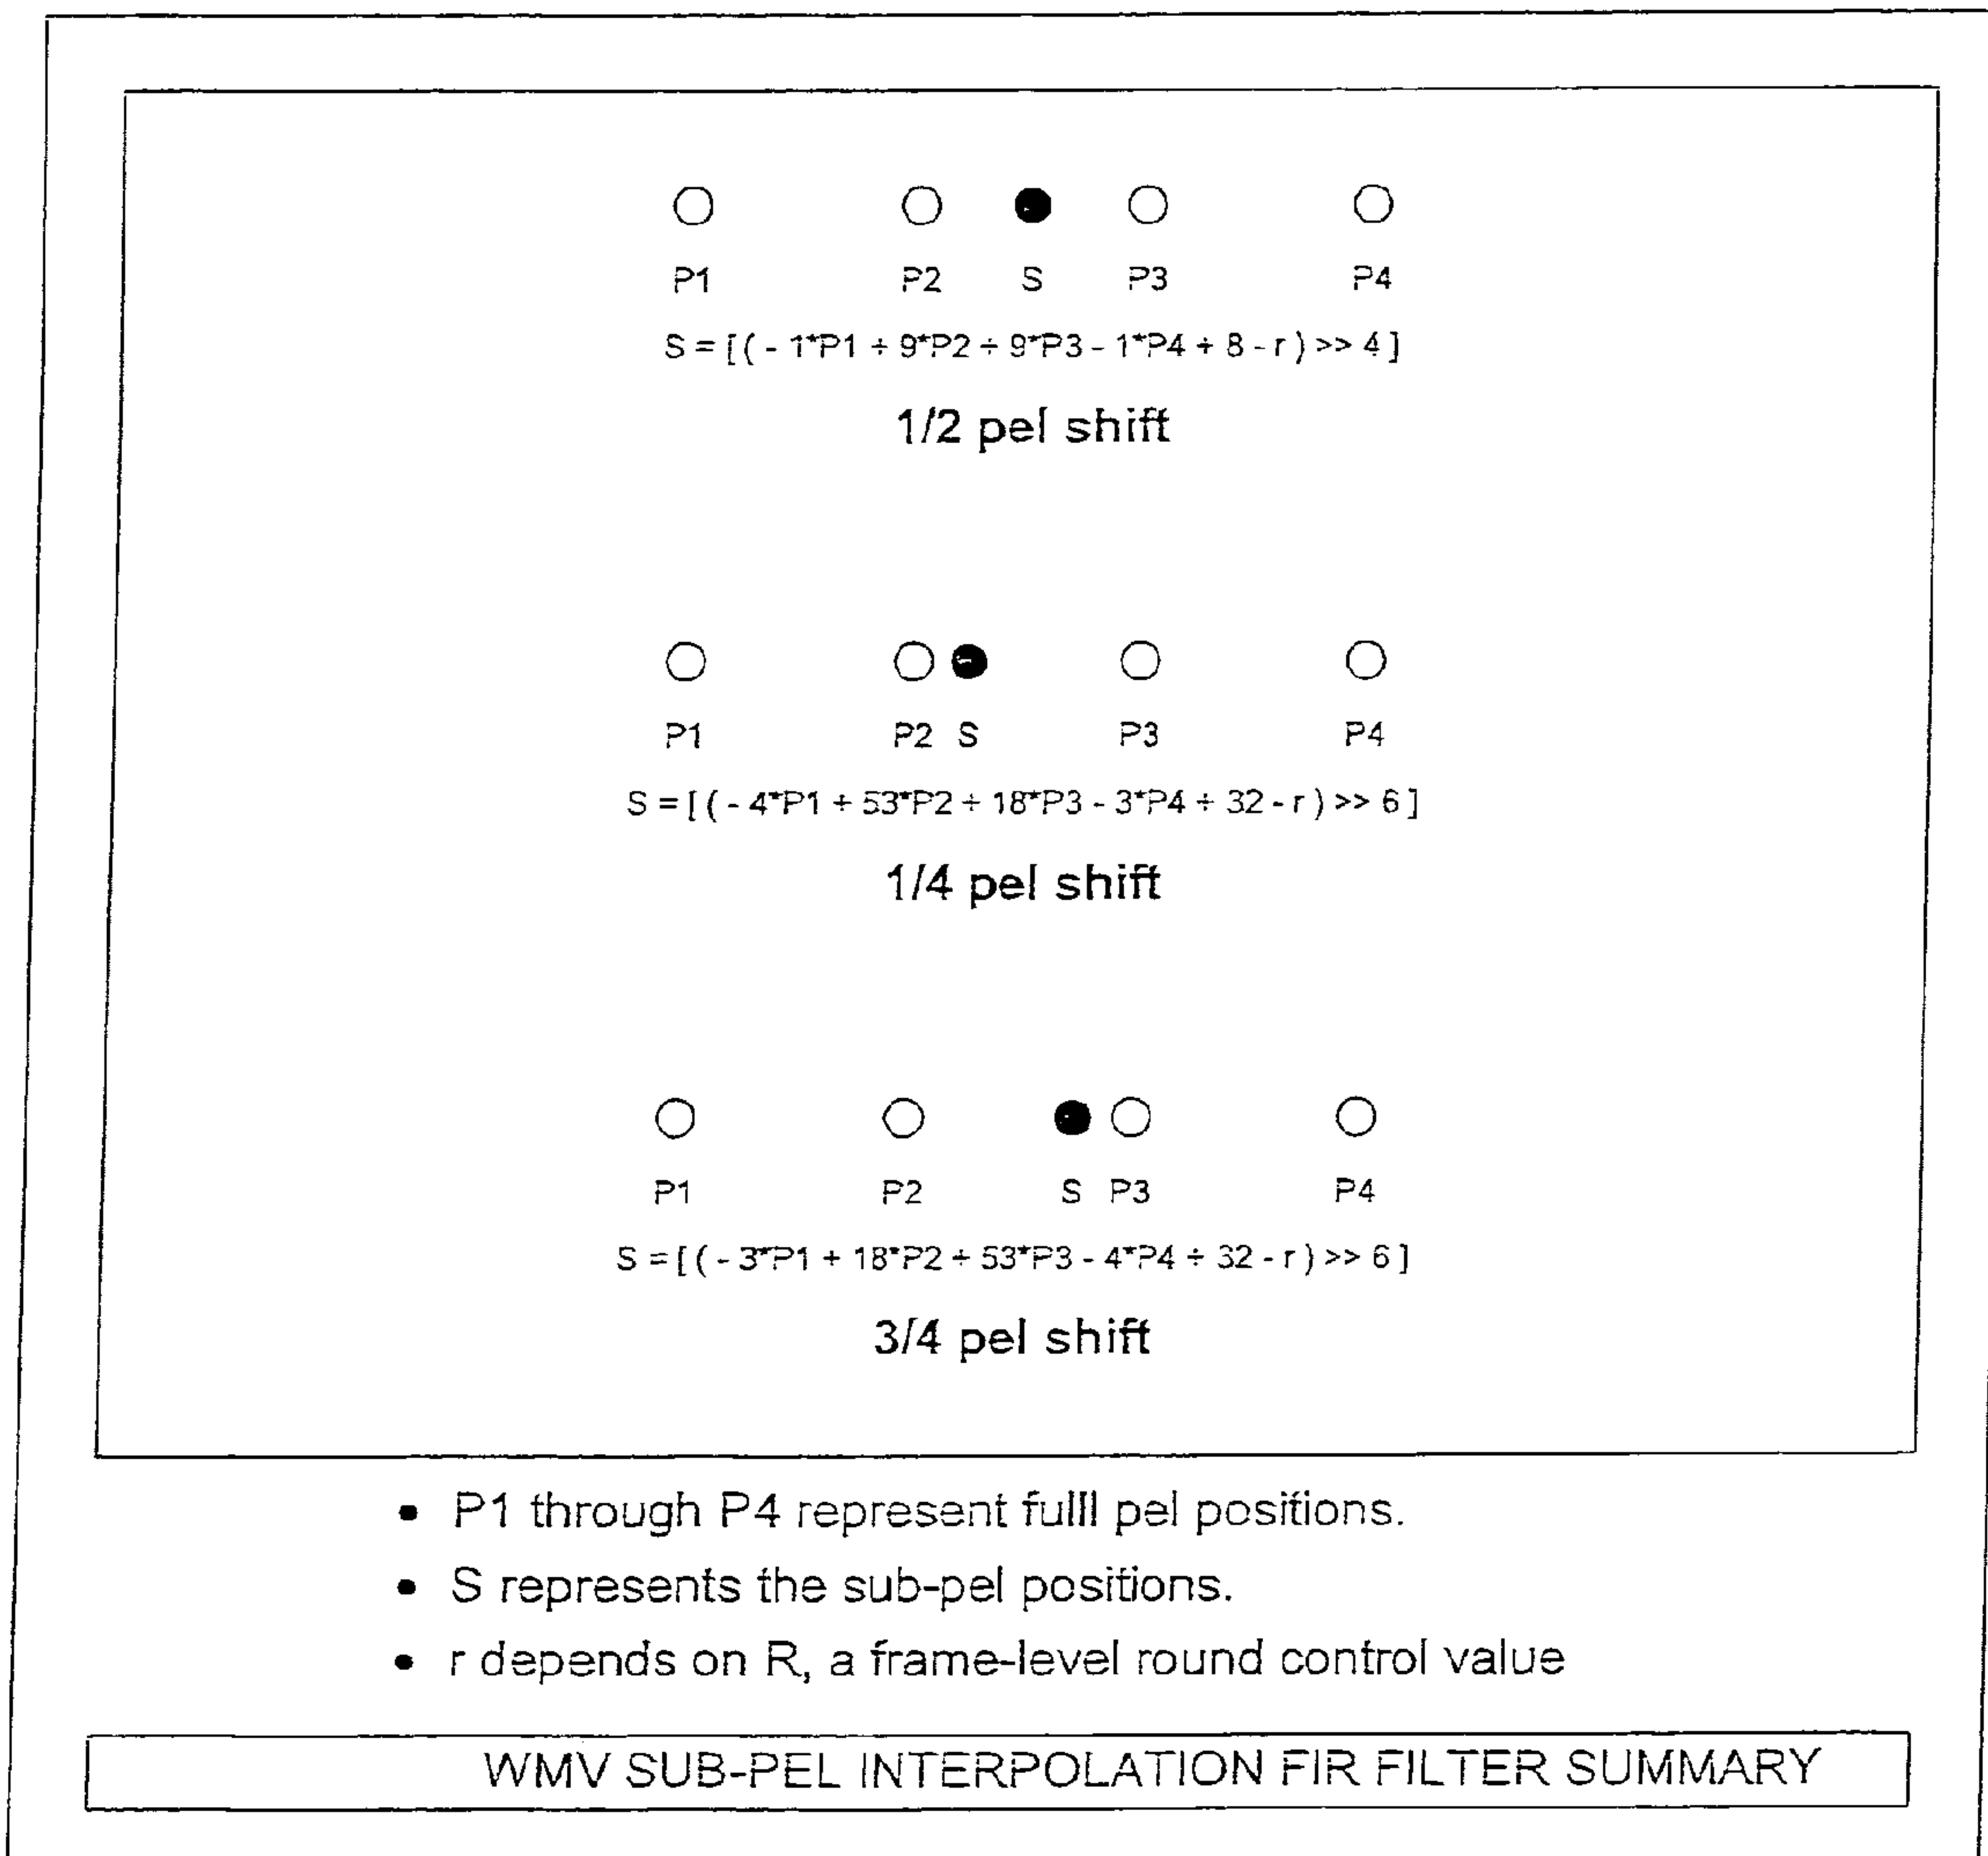 P1 P2 S P3 P4
S = [ ( - 1*P1 + 9*P2 + 9*P3 - 1*P4 + 8 - r ) >> 4 ]
1/2 pel shift
P1 P2 S P3 P4
S = [ ( - 4*P1 + 53*P2 + 18*P3 - 3*P4 + 32 - r ) >> 6 ]
1/4 pel shift
P1 P2 S P3 P4
S = [ ( - 3*P1 + 18*P2 + 53*P3 - 4*P4 + 32 - r ) >> 6 ]
3/4 pel shift
• P1 through P4 represent fulll pel positions.
• S represents the sub-pel positions.
• r depends on R, a frame-level round control value
WMV SUB-PEL INTERPOLATION FIR FILTER SUMMARY